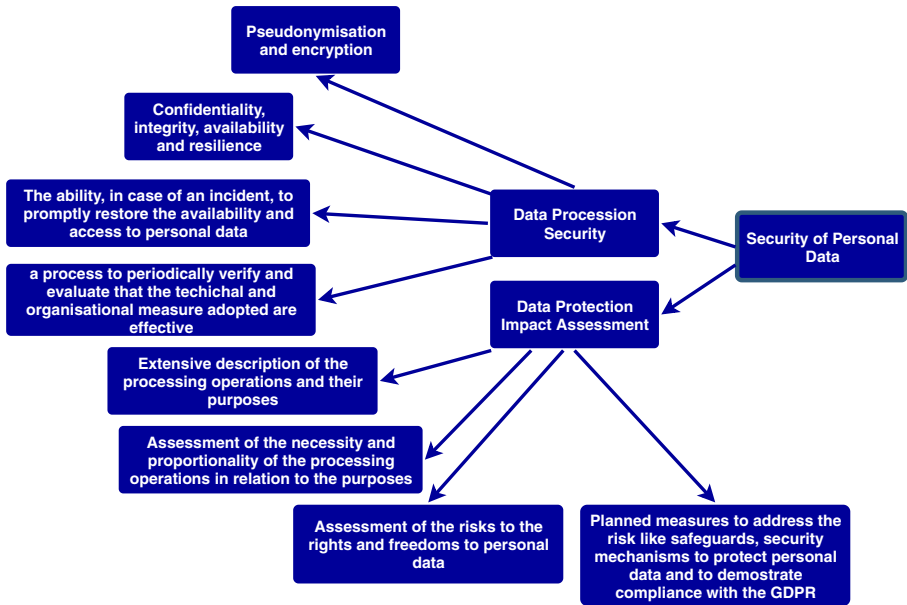 Pseudonymisation
and encryption
Confidentiality,
integrity, availability
and resilience
The ability, in case of an incident, to
promptly restore the availability and
access to personal data
a process to periodically verify and
evaluate that the techichal and
organisational measure adopted are
effective
Data Procession
Security
Security of Personal
Data
Data Protection
Impact Assessment
Extensive description of the
processing operations and their
purposes
Assessment of the necessity and
proportionality of the processing
operations in relation to the purposes
Assessment of the risks to the
rights and freedoms to personal
data
Planned measures to address the
risk like safeguards, security
mechanisms to protect personal
data and to demostrate
compliance with the GDPR